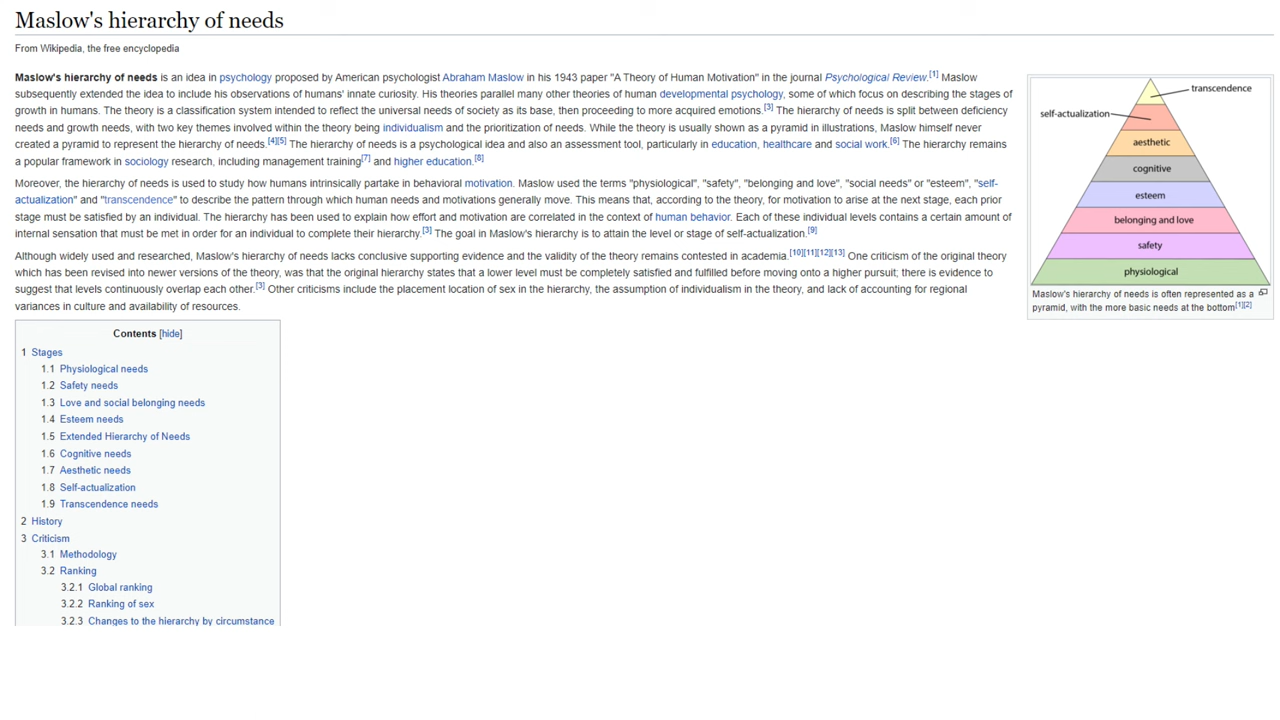 Maslow's hierarchy of needs
From Wikipedia, the free encyclopedia
Maslow's hierarchy of needs is an idea in psychology proposed by American psychologist Abraham Maslow in his 1943 paper "A Theory of Human Motivation" in the journal Psychological Review.[1] Maslow
subsequently extended the idea to include his observations of humans' innate curiosity. His theories parallel many other theories of human developmental psychology, some of which focus on describing the stages of
growth in humans. The theory is a classification system intended to reflect the universal needs of society as its base, then proceeding to more acquired emotions.[3] The hierarchy of needs is split between deficiency
needs and growth needs, with two key themes involved within the theory being individualism and the prioritization of needs. While the theory is usually shown as a pyramid in illustrations, Maslow himself never
created a pyramid to represent the hierarchy of needs.[4][5] The hierarchy of needs is a psychological idea and also an assessment tool, particularly in education, healthcare and social work.[6] The hierarchy remains
a popular framework in sociology research, including management training[7] and higher education.[8]
Moreover, the hierarchy of needs is used to study how humans intrinsically partake in behavioral motivation. Maslow used the terms "physiological", "safety", "belonging and love", "social needs" or "esteem", "self-
actualization" and "transcendence" to describe the pattern through which human needs and motivations generally move. This means that, according to the theory, for motivation to arise at the next stage, each prior
stage must be satisfied by an individual. The hierarchy has been used to explain how effort and motivation are correlated in the context of human behavior. Each of these individual levels contains a certain amount of
internal sensation that must be met in order for an individual to complete their hierarchy.[3] The goal in Maslow's hierarchy is to attain the level or stage of self-actualization.[9]
Although widely used and researched, Maslow's hierarchy of needs lacks conclusive supporting evidence and the validity of the theory remains contested in academia.[10][11][12][13] One criticism of the original theory
which has been revised into newer versions of the theory, was that the original hierarchy states that a lower level must be completely satisfied and fulfilled before moving onto a higher pursuit; there is evidence to
suggest that levels continuously overlap each other.[3] Other criticisms include the placement location of sex in the hierarchy, the assumption of individualism in the theory, and lack of accounting for regional
variances in culture and availability of resources.
transcendence
self-actualization
aesthetic
cognitive
esteem
belonging and love
safety
physiological
Maslow's hierarchy of needs is often represented as a
pyramid, with the more basic needs at the bottom[1][2]
Contents [hide]
1 Stages
1.1 Physiological needs
1.2 Safety needs
1.3 Love and social belonging needs
1.4 Esteem needs
1.5 Extended Hierarchy of Needs
1.6 Cognitive needs
1.7 Aesthetic needs
1.8 Self-actualization
1.9 Transcendence needs
2 History
3 Criticism
3.1 Methodology
3.2 Ranking
3.2.1 Global ranking
3.2.2 Ranking of sex
3.2.3 Changes to the hierarchy by circumstance